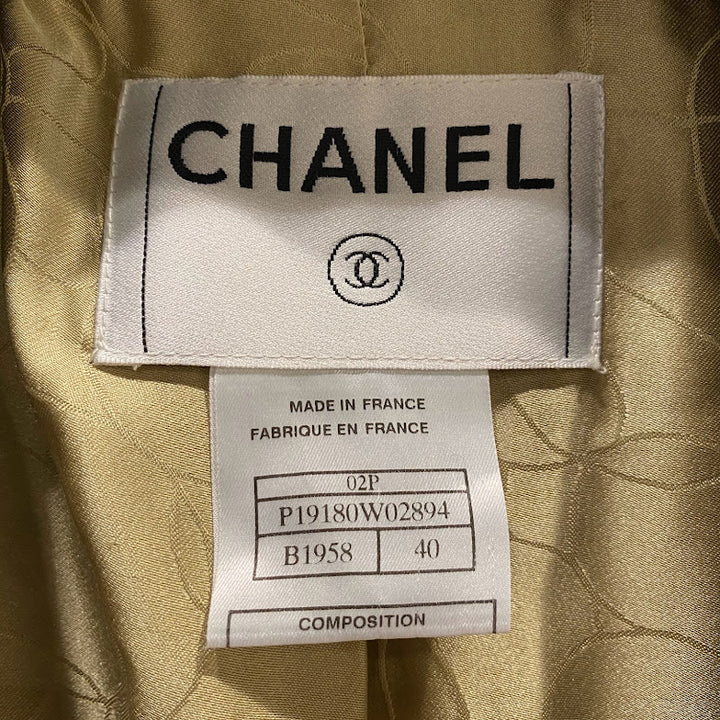 CHANEL
MADE IN FRANCE
FABRIQUE EN FRANCE
02P
P19180W02894
B1958 40
COMPOSITION